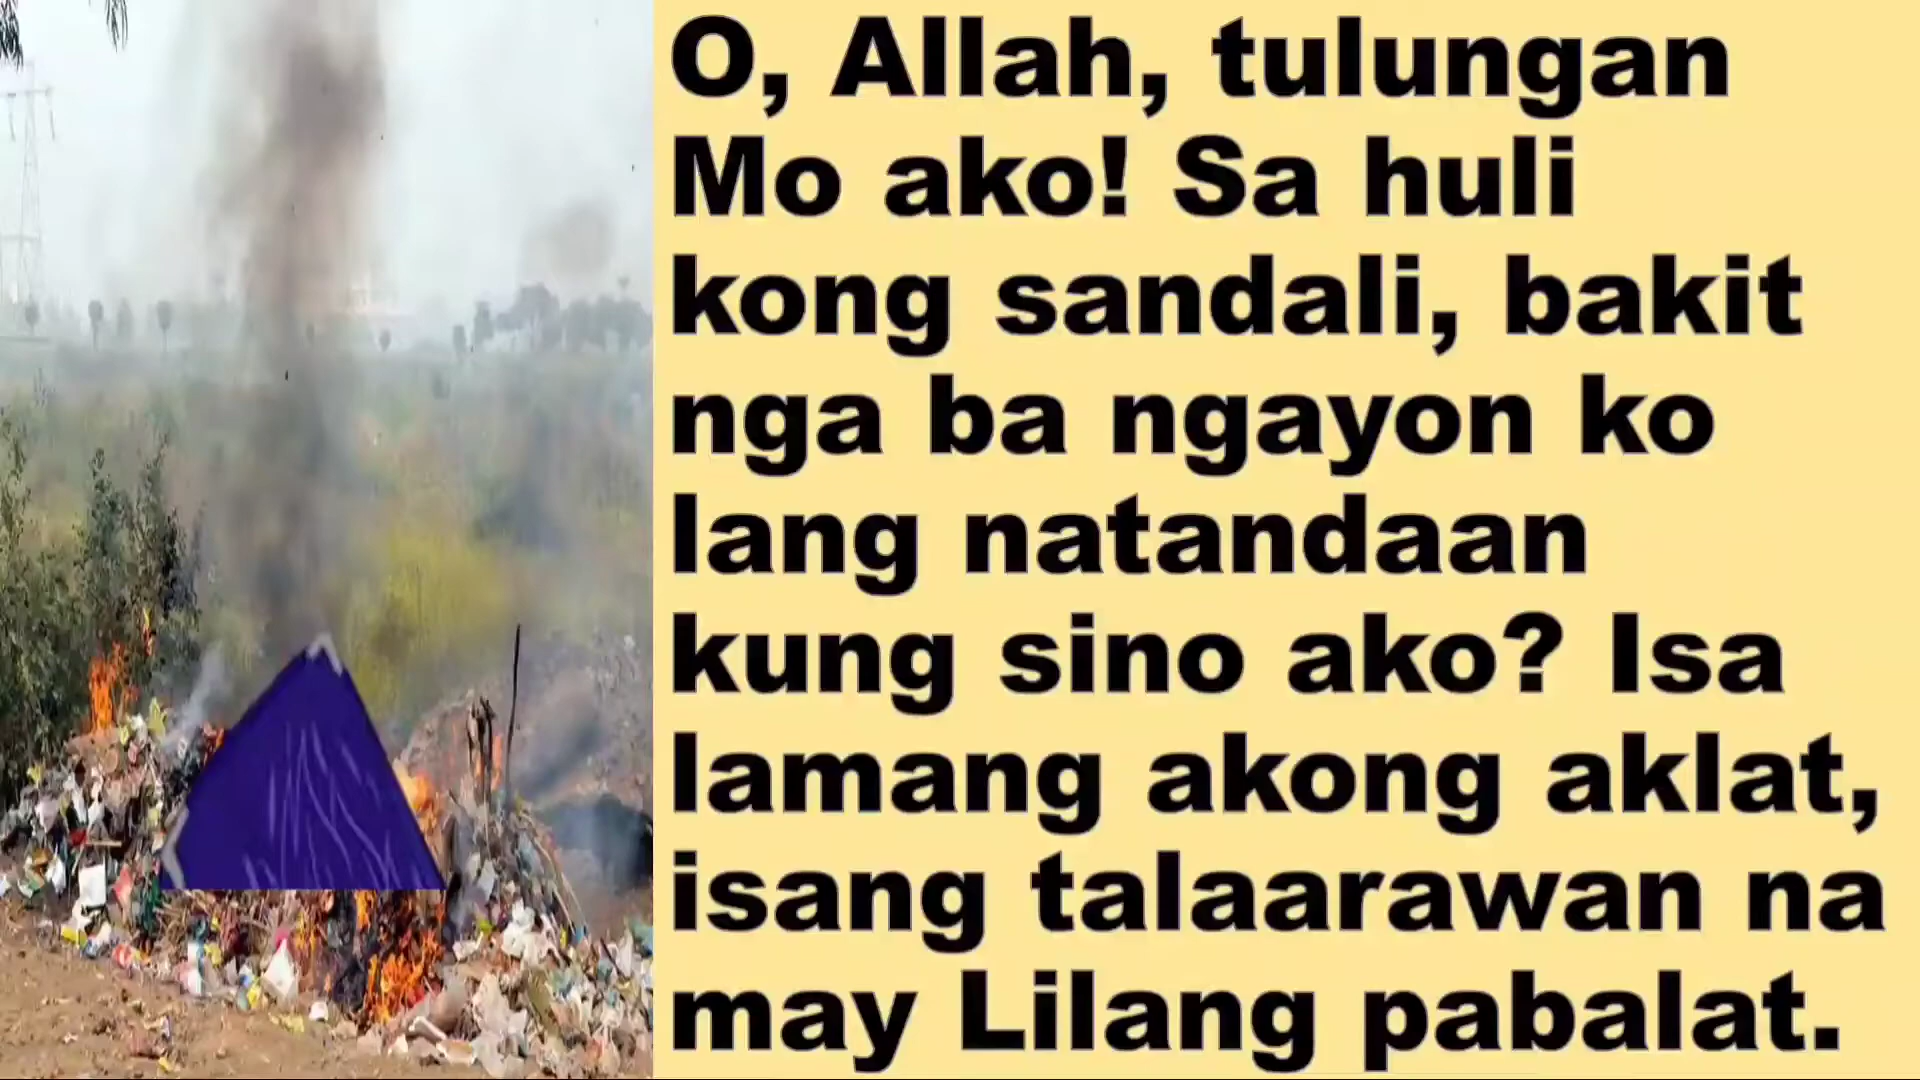 O, Allah, tulungan
Mo ako! Sa huli
kong sandali, bakit
nga ba ngayon ko
lang natandaan
kung sino ako? Isa
lamang akong aklat,
isang talaarawan na
may Lilang pabalat.